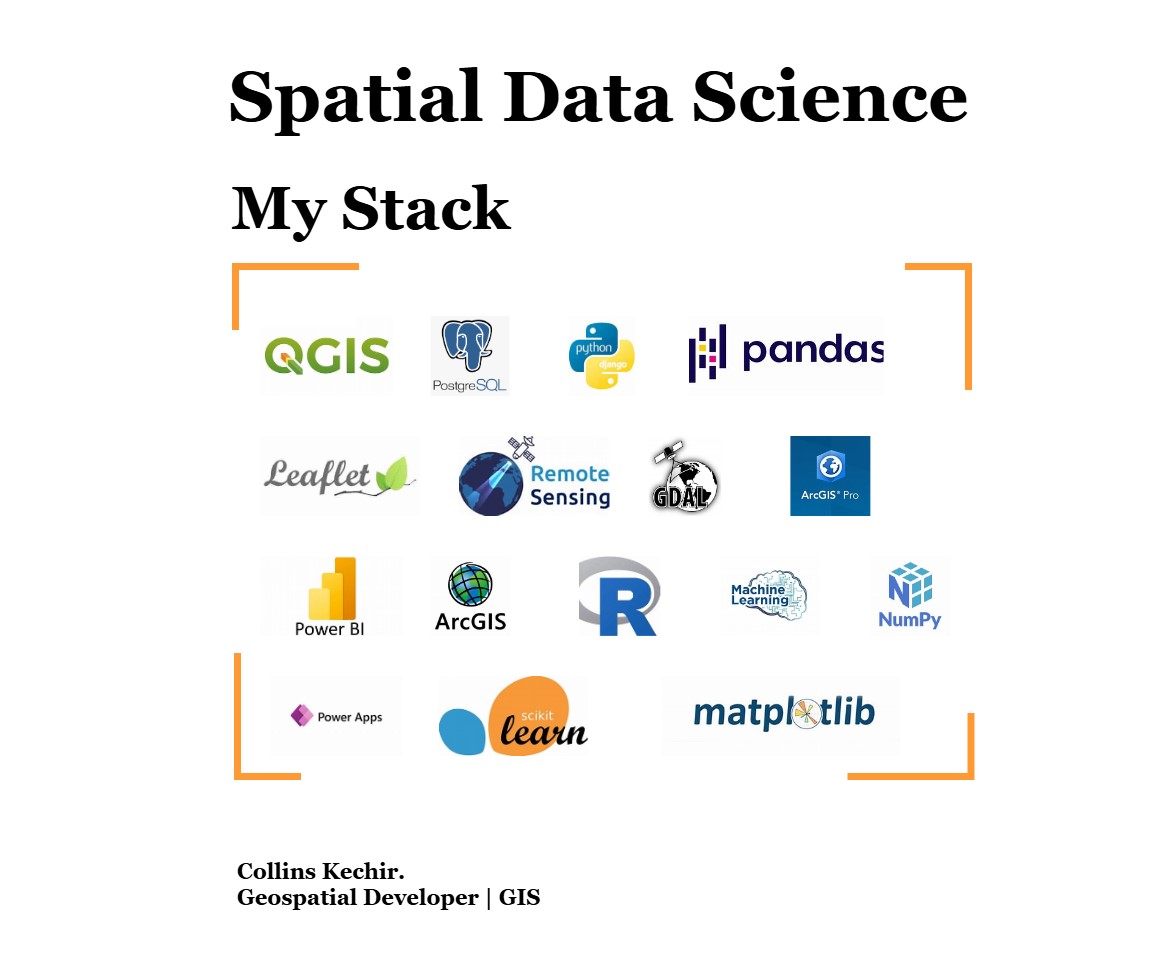 Spatial Data Science
My Stack
QGIS
PostgreSQL
python
django
pandas
Leaflet
Remote
Sensing
GDAL
ArcGIS® Pro
Power BI
ArcGIS
R
Machine
Learning
NumPy
Power Apps
scikit
learn
matplotlib
Collins Kechir.
Geospatial Developer | GIS